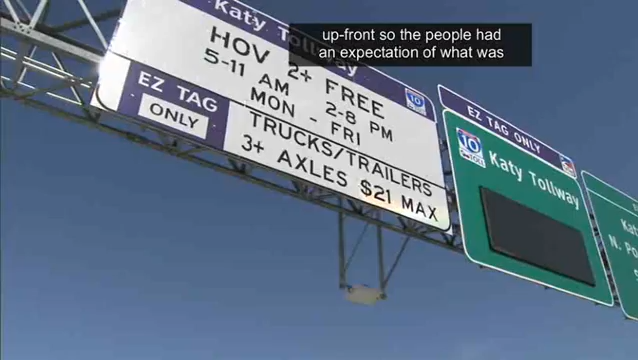 up-front so the people had
an expectation of what was
Katy Tollway
HOV 2+ FREE
5-11 AM 2-8 PM
MON - FRI
EZ TAG
ONLY
TRUCKS/TRAILERS
3+ AXLES $21 MAX
10
EZ TAG ONLY
10
Katy Tollway
N. Po